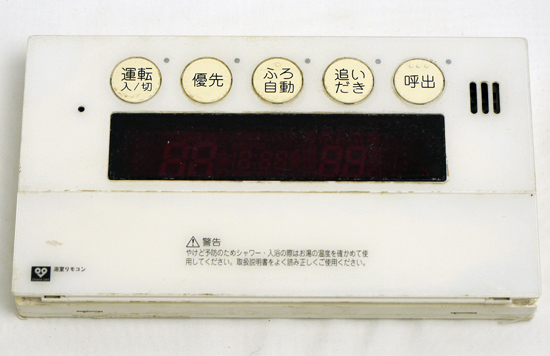 運転
入/切
優先
ふろ
自動
追い
だき
呼出
警告
やけど予防のためシャワー・入浴の際はお湯の温度を確かめて使
用してください。取扱説明書をよく読み正しくご使用ください。
浴室リモコン